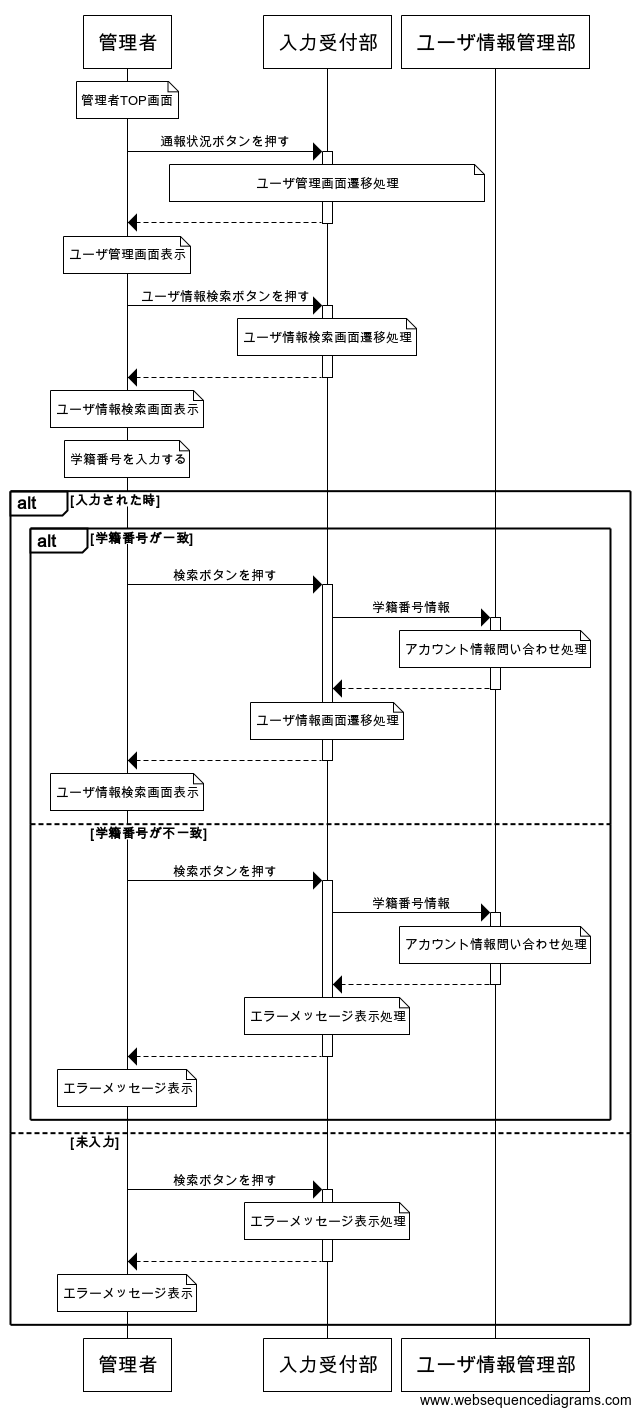 管理者
入力受付部
ユーザ情報管理部
管理者TOP画面
通報状況ボタンを押す
ユーザ管理画面遷移処理
ユーザ管理画面表示
ユーザ情報検索ボタンを押す
ユーザ情報検索画面遷移処理
ユーザ情報検索画面表示
学籍番号を入力する
alt
[入力された時]
alt
[学籍番号が一致]
検索ボタンを押す
学籍番号情報
アカウント情報問い合わせ処理
ユーザ情報画面遷移処理
ユーザ情報検索画面表示
[学籍番号が不一致]
検索ボタンを押す
学籍番号情報
アカウント情報問い合わせ処理
エラーメッセージ表示処理
エラーメッセージ表示
[未入力]
検索ボタンを押す
エラーメッセージ表示処理
エラーメッセージ表示
管理者
入力受付部
ユーザ情報管理部
www.websequencediagrams.com